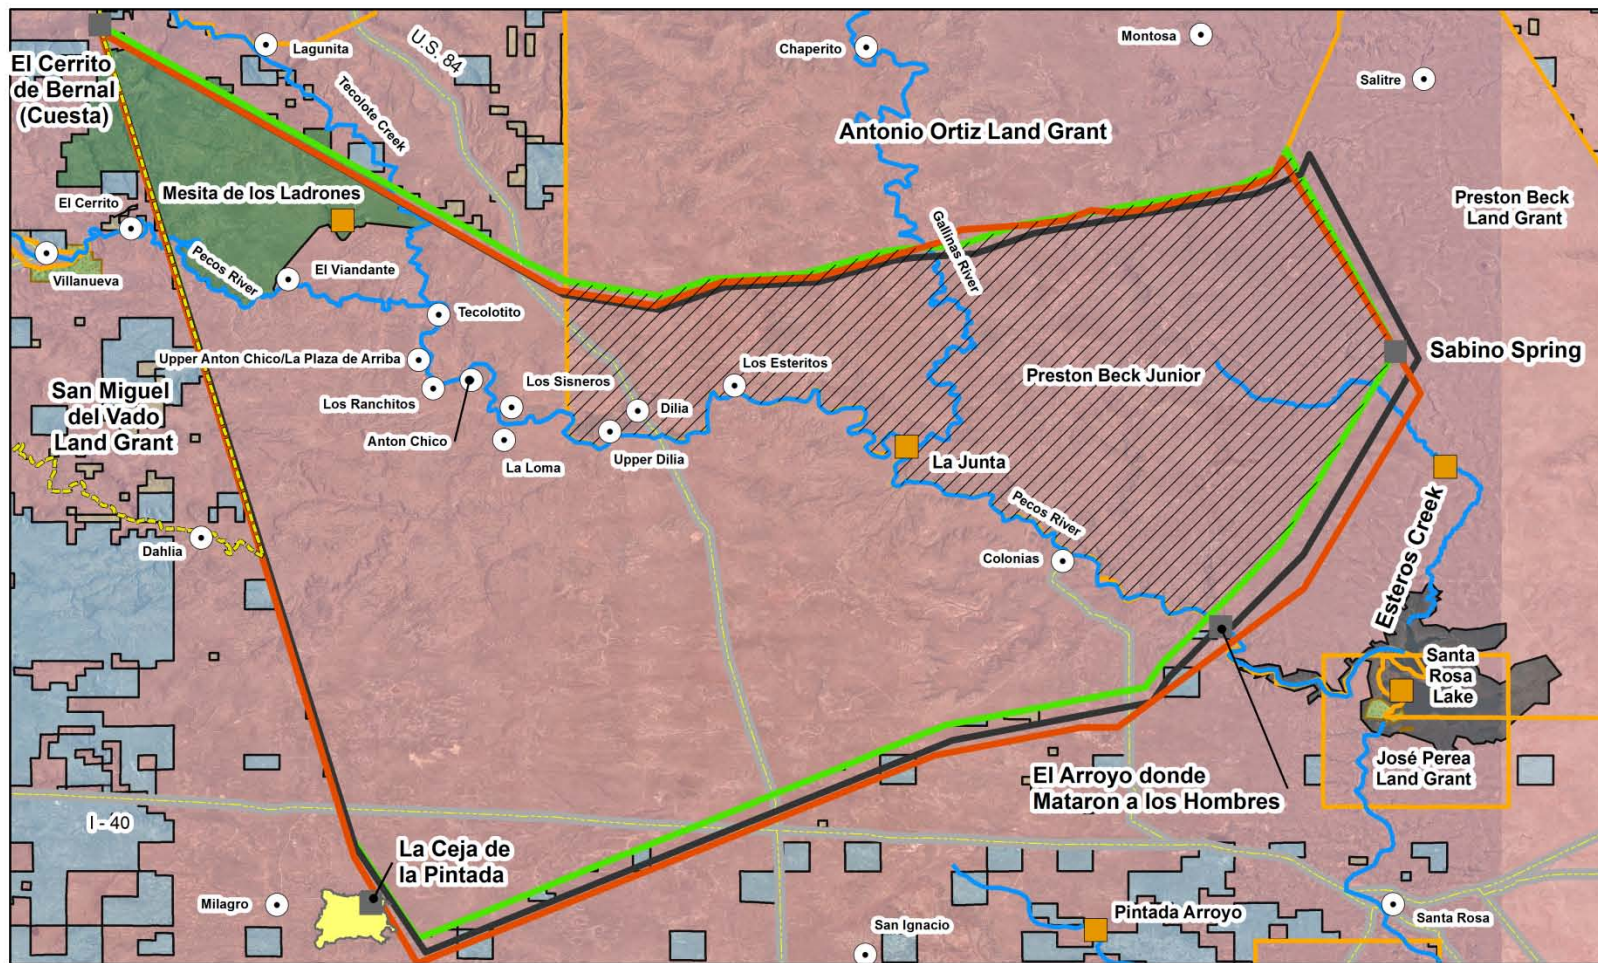 Lagunita
U.S. 84
Chaperito
Montosa
Salitre
El Cerrito
de Bernal
(Cuesta)
Tecolote Creek
Antonio Ortiz Land Grant
Mesita de los Ladrones
El Cerrito
Preston Beck
Land Grant
Gallinas River
Villanueva
Pecos River
El Viandante
Tecolotito
Sabino Spring
Upper Anton Chico/La Plaza de Arriba
Los Esteritos
Preston Beck Junior
San Miguel
del Vado
Land Grant
Los Ranchitos
Los Sisneros
Dilia
Anton Chico
La Loma
Upper Dilia
La Junta
Pecos River
Dahlia
Colonias
Esteros Creek
Santa
Rosa
Lake
El Arroyo donde
Mataron a los Hombres
José Perea
Land Grant
I - 40
La Ceja de
la Pintada
Milagro
San Ignacio
Pintada Arroyo
Santa Rosa